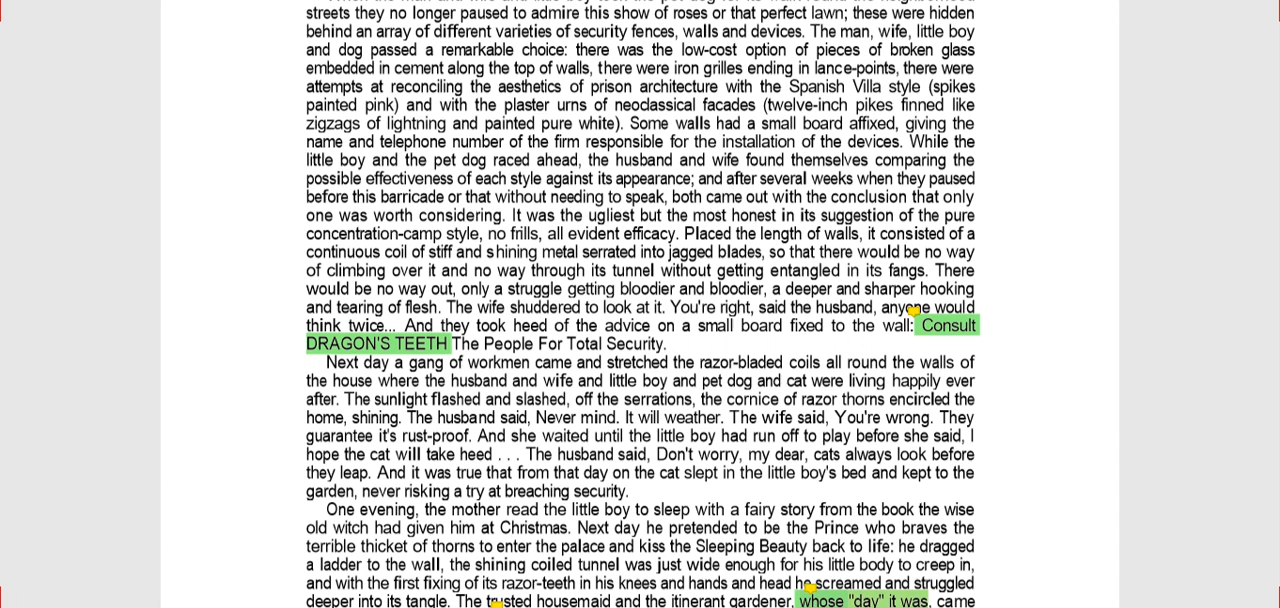 streets they no longer paused to admire this show of roses or that perfect lawn; these were hidden
behind an array of different varieties of security fences, walls and devices. The man, wife, little boy
and dog passed a remarkable choice: there was the low-cost option of pieces of broken glass
embedded in cement along the top of walls, there were iron grilles ending in lance-points, there were
attempts at reconciling the aesthetics of prison architecture with the Spanish Villa style (spikes
painted pink) and with the plaster urns of neoclassical facades (twelve-inch pikes finned like
zigzags of lightning and painted pure white). Some walls had a small board affixed, giving the
name and telephone number of the firm responsible for the installation of the devices. While the
little boy and the pet dog raced ahead, the husband and wife found themselves comparing the
possible effectiveness of each style against its appearance; and after several weeks when they paused
before this barricade or that without needing to speak, both came out with the conclusion that only
one was worth considering. It was the ugliest but the most honest in its suggestion of the pure
concentration-camp style, no frills, all evident efficacy. Placed the length of walls, it consisted of a
continuous coil of stiff and shining metal serrated into jagged blades, so that there would be no way
of climbing over it and no way through its tunnel without getting entangled in its fangs. There
would be no way out, only a struggle getting bloodier and bloodier, a deeper and sharper hooking
and tearing of flesh. The wife shuddered to look at it. You're right, said the husband, anyone would
think twice... And they took heed of the advice on a small board fixed to the wall: Consult
DRAGON'S TEETH The People For Total Security.
Next day a gang of workmen came and stretched the razor-bladed coils all round the walls of
the house where the husband and wife and little boy and pet dog and cat were living happily ever
after. The sunlight flashed and slashed, off the serrations, the cornice of razor thorns encircled the
home, shining. The husband said, Never mind. It will weather. The wife said, You're wrong. They
guarantee it's rust-proof. And she waited until the little boy had run off to play before she said, I
hope the cat will take heed . . . The husband said, Don't worry, my dear, cats always look before
they leap. And it was true that from that day on the cat slept in the little boy's bed and kept to the
garden, never risking a try at breaching security.
One evening, the mother read the little boy to sleep with a fairy story from the book the wise
old witch had given him at Christmas. Next day he pretended to be the Prince who braves the
terrible thicket of thorns to enter the palace and kiss the Sleeping Beauty back to life: he dragged
a ladder to the wall, the shining coiled tunnel was just wide enough for his little body to creep in,
and with the first fixing of its razor-teeth in his knees and hands and head he screamed and struggled
deeper into its tangle. The trusted housemaid and the itinerant gardener, whose "day" it was, came